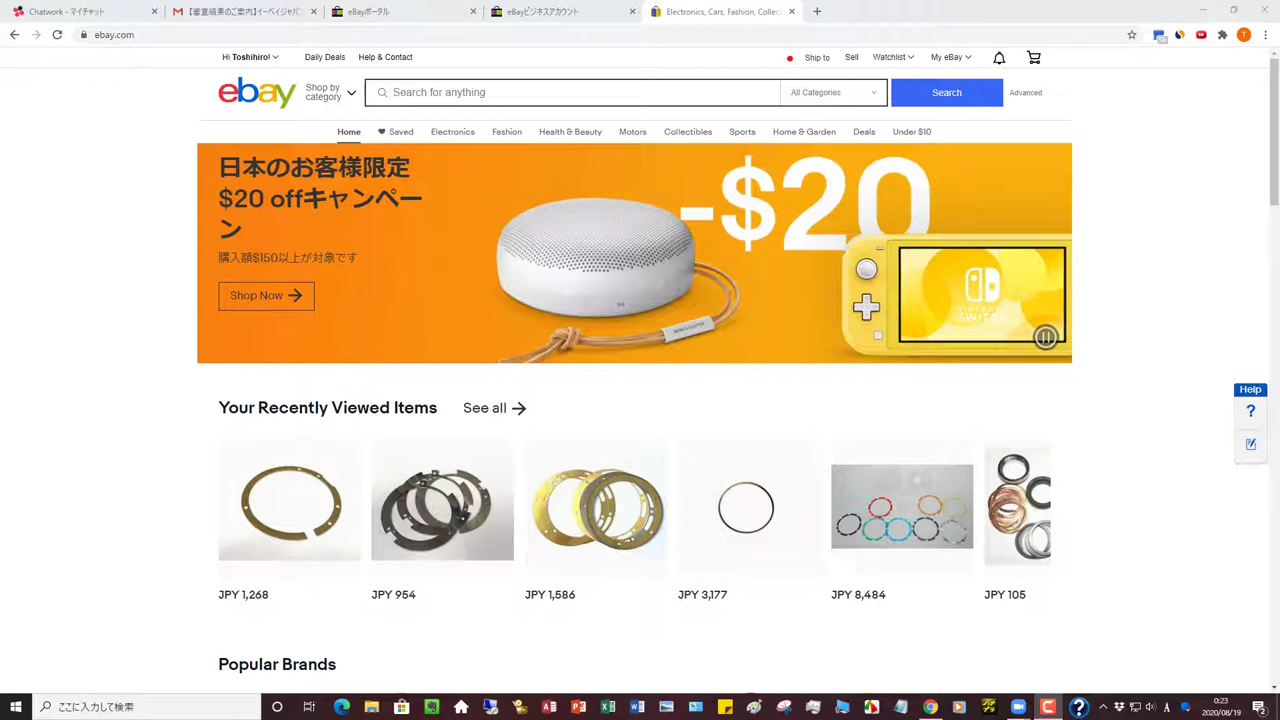 Chatwork - マイチャット
【審査結果のご案内】イーベイジャパン
eBayポータル
eBayビジネスアカウント
Electronics, Cars, Fashion, Collec
ebay.com
Hi Toshihiro!
Daily Deals
Help & Contact
Ship to
Sell
Watchlist
My eBay
ebay
Shop by
category
Search for anything
All Categories
Search
Advanced
Home
Saved
Electronics
Fashion
Health & Beauty
Motors
Collectibles
Sports
Home & Garden
Deals
Under $10
日本のお客様限定
$20 offキャンペー
ン
購入額$150以上が対象です
Shop Now
-$20
BANG & OLUFSEN
NINTENDO
SWITCH
Help
?
Your Recently Viewed Items
See all
JPY 1,268
JPY 954
JPY 1,586
JPY 3,177
JPY 8,484
JPY 105
Popular Brands
ここに入力して検索
0:23
2020/08/19